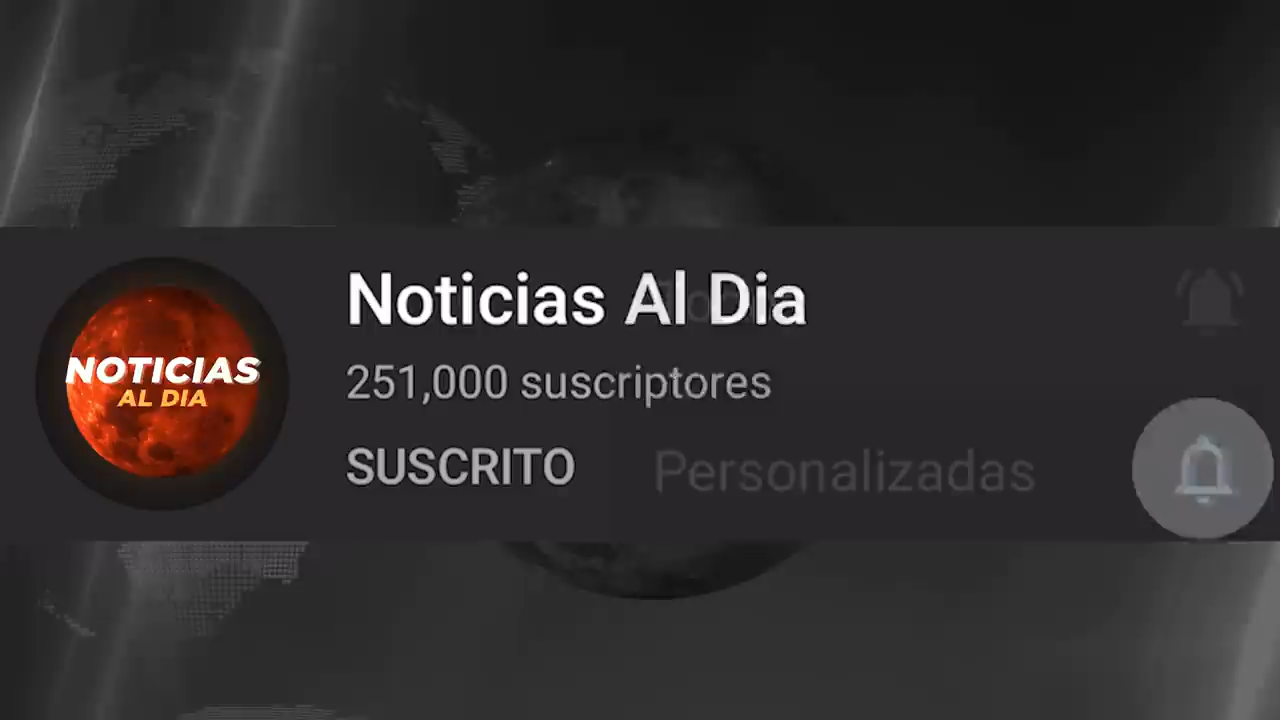 NOTICIAS
AL DIA
Noticias Al Dia
251,000 suscriptores
SUSCRITO
Personalizadas